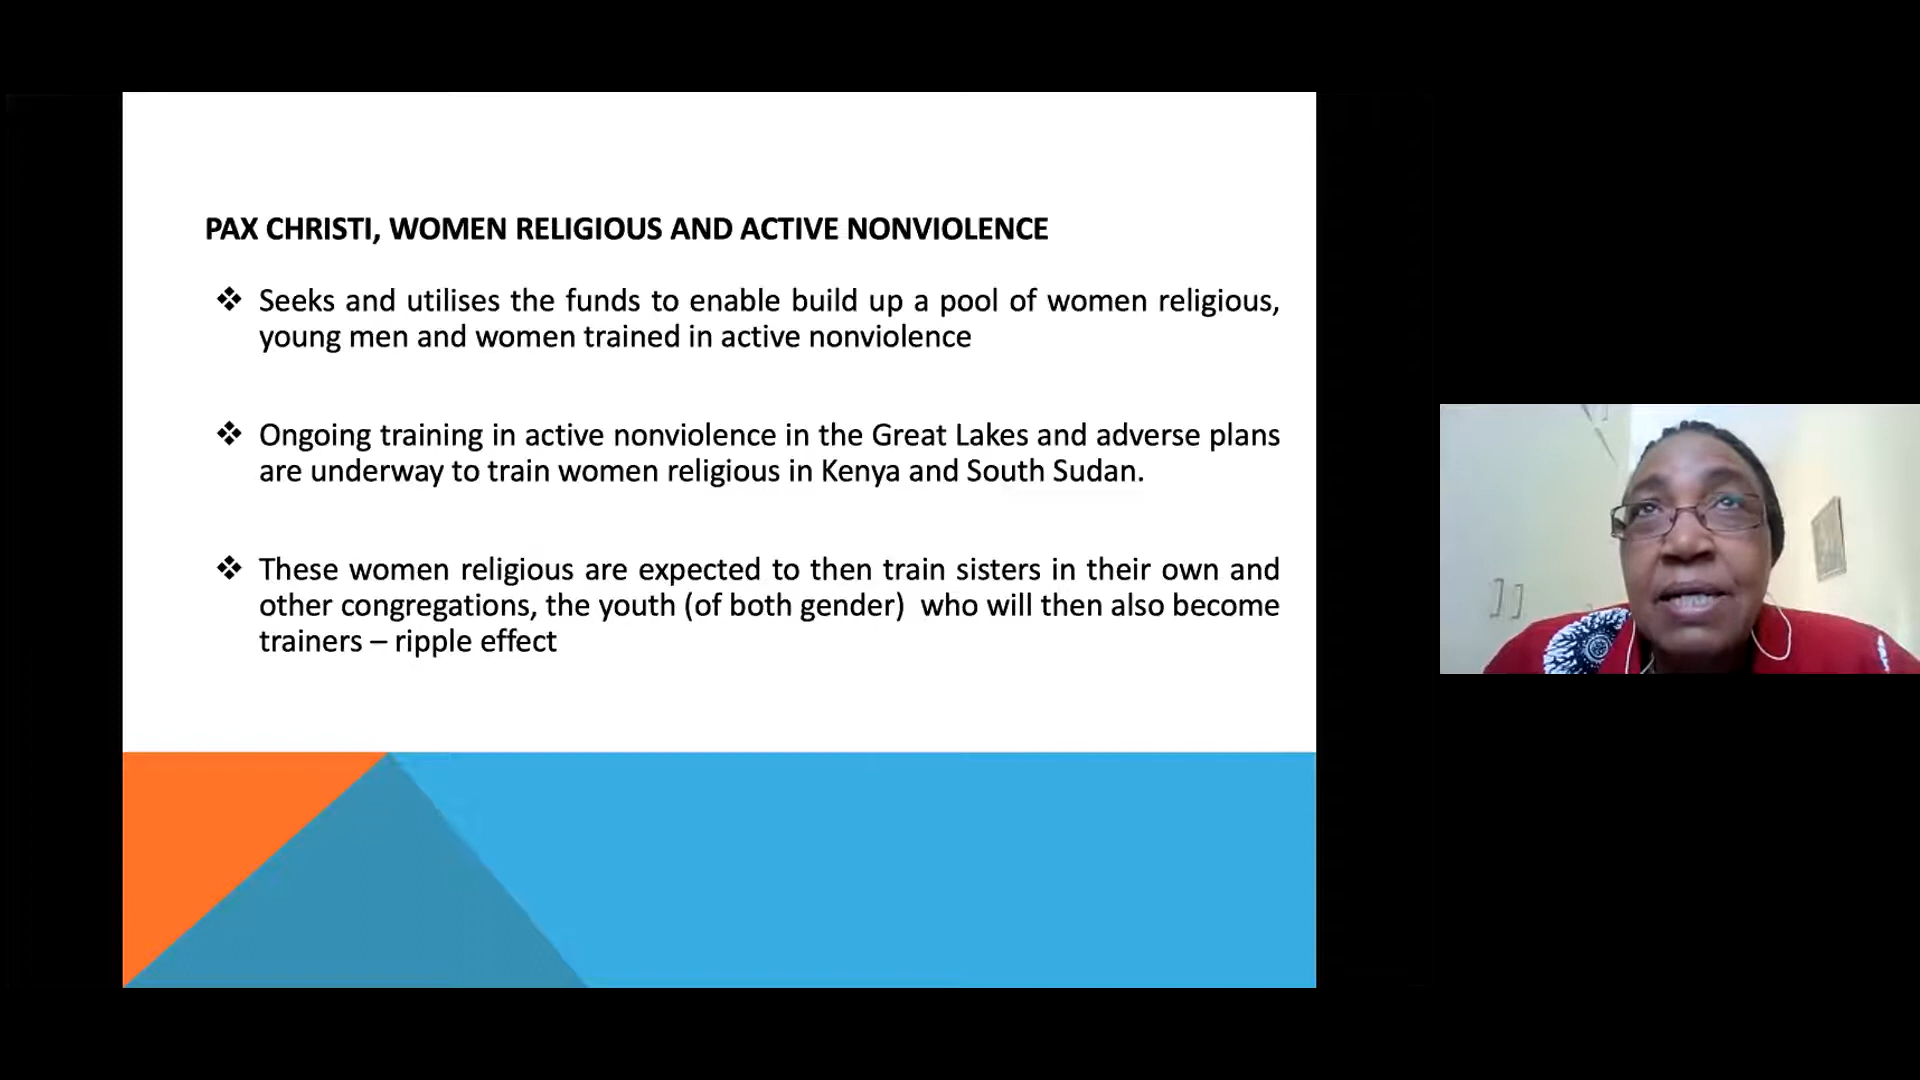 PAX CHRISTI, WOMEN RELIGIOUS AND ACTIVE NONVIOLENCE
❖ Seeks and utilises the funds to enable build up a pool of women religious,
young men and women trained in active nonviolence
❖ Ongoing training in active nonviolence in the Great Lakes and adverse plans
are underway to train women religious in Kenya and South Sudan.
❖ These women religious are expected to then train sisters in their own and
other congregations, the youth (of both gender)  who will then also become
trainers – ripple effect